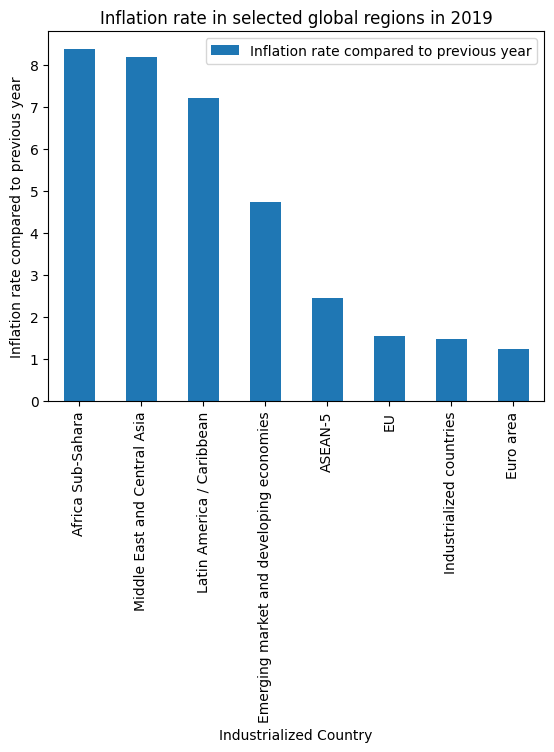 Inflation rate in selected global regions in 2019
Inflation rate compared to previous year
Inflation rate compared to previous year
8
7
6
5
4
3
2
1
0
Africa Sub-Sahara
Middle East and Central Asia
Latin America / Caribbean
Emerging market and developing economies
ASEAN-5
EU
Industrialized countries
Euro area
Industrialized Country